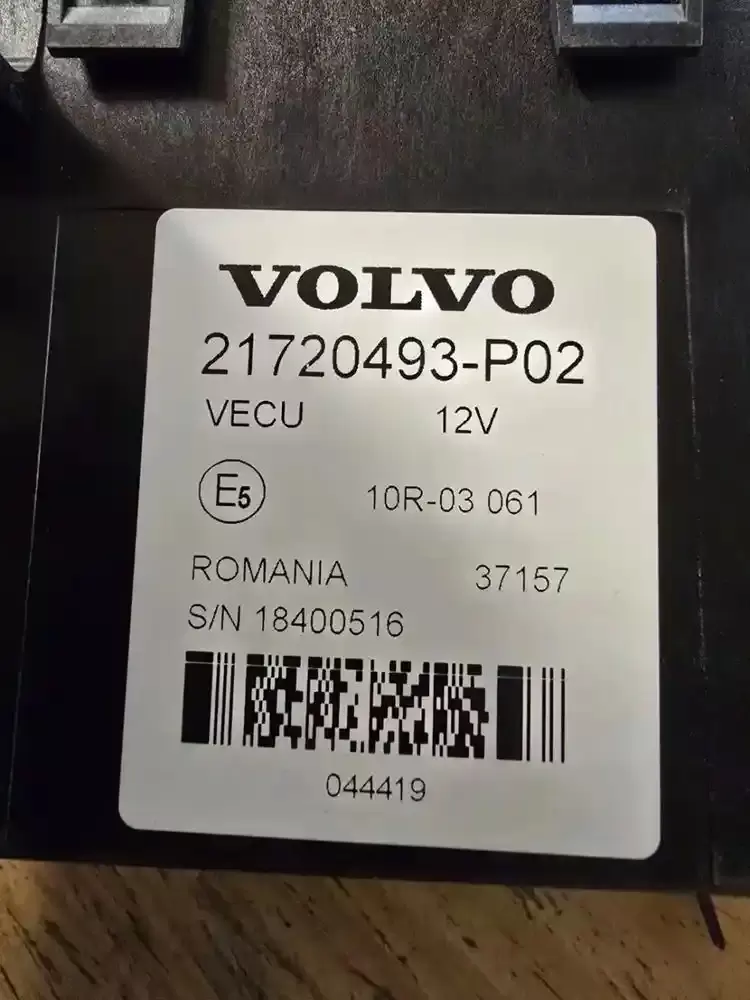 VOLVO
21720493-P02
VECU 12V
E5 10R-03 061
ROMANIA 37157
S/N 18400516
044419